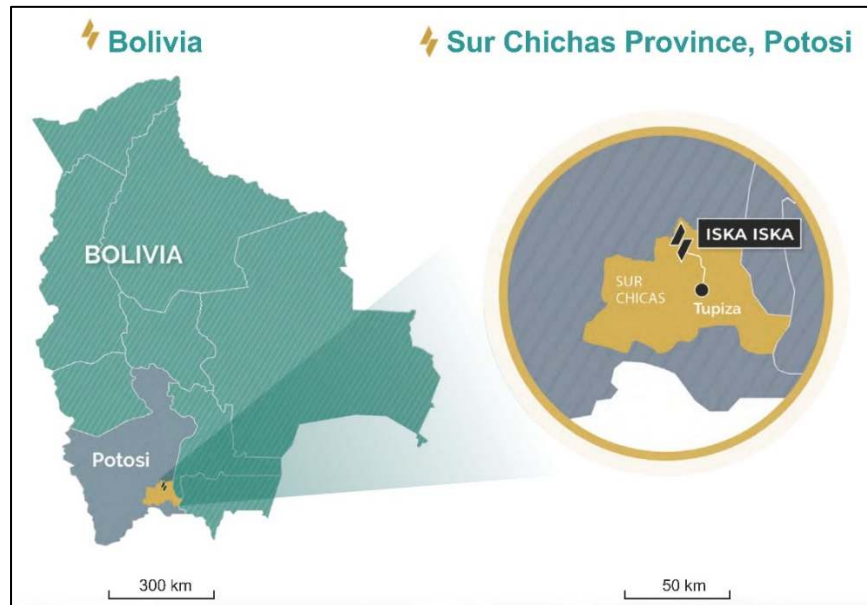 Bolivia
Sur Chichas Province, Potosi
BOLIVIA
Potosi
ISKA ISKA
SUR
CHICAS
Tupiza
300 km
50 km